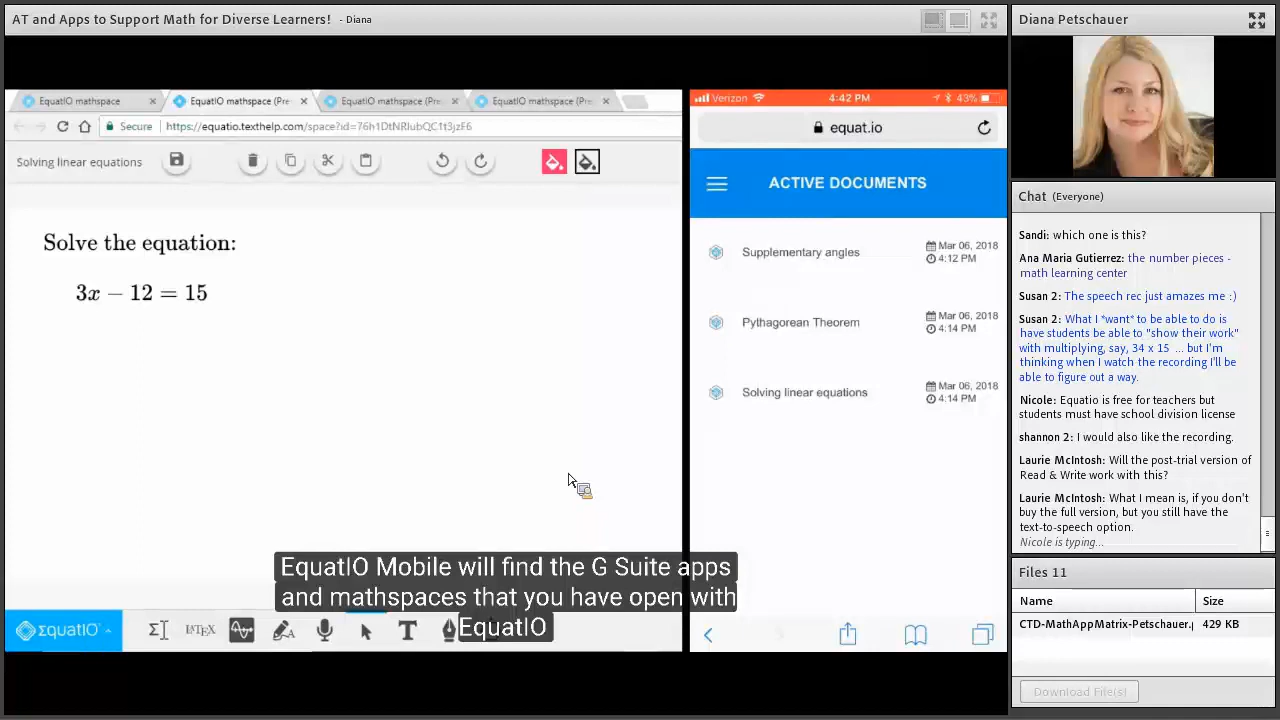 AT and Apps to Support Math for Diverse Learners! - Diana
EquatIO mathspace
EquatIO mathspace (Pre
EquatIO mathspace (Pre
EquatIO mathspace (Pre
Secure
https://equatio.texthelp.com/space?id=76h1DtNRIubQC1t3jzF6
Solving linear equations
Solve the equation:
3x − 12 = 15
ΣquatIO
LATEX
T
Verizon
4:42 PM
43%
equat.io
ACTIVE DOCUMENTS
Supplementary angles
Mar 06, 2018
4:12 PM
Pythagorean Theorem
Mar 06, 2018
4:14 PM
Solving linear equations
Mar 06, 2018
4:14 PM
EquatIO Mobile will find the G Suite apps
and mathspaces that you have open with
EquatIO
Diana Petschauer
Chat (Everyone)
Sandi: which one is this?
Ana Maria Gutierrez: the number pieces -
math learning center
Susan 2: The speech rec just amazes me :)
Susan 2: What I *want* to be able to do is
have students be able to "show their work"
with multiplying, say, 34 x 15 ... but I'm
thinking when I watch the recording I'll be
able to figure out a way.
Nicole: Equatio is free for teachers but
students must have school division license
shannon 2: I would also like the recording.
Laurie McIntosh: Will the post-trial version of
Read & Write work with this?
Laurie McIntosh: What I mean is, if you don't
buy the full version, but you still have the
text-to-speech option.
Nicole is typing...
Files 11
Name
Size
CTD-MathAppMatrix-Petschauer.p
429 KB
Download File(s)